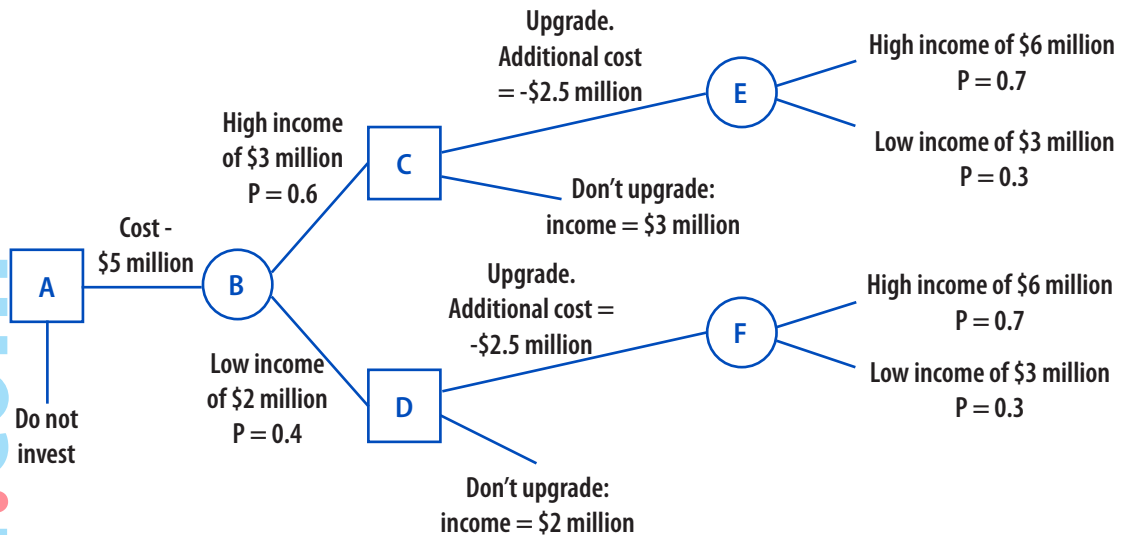 Upgrade.
Additional cost
= -$2.5 million
E
High income of $6 million
P = 0.7
Low income of $3 million
P = 0.3
High income
of $3 million
P = 0.6
C
Don’t upgrade:
income = $3 million
Cost -
$5 million
A
B
Do not
invest
Low income
of $2 million
P = 0.4
D
Upgrade.
Additional cost =
-$2.5 million
F
High income of $6 million
P = 0.7
Low income of $3 million
P = 0.3
Don’t upgrade:
income = $2 million